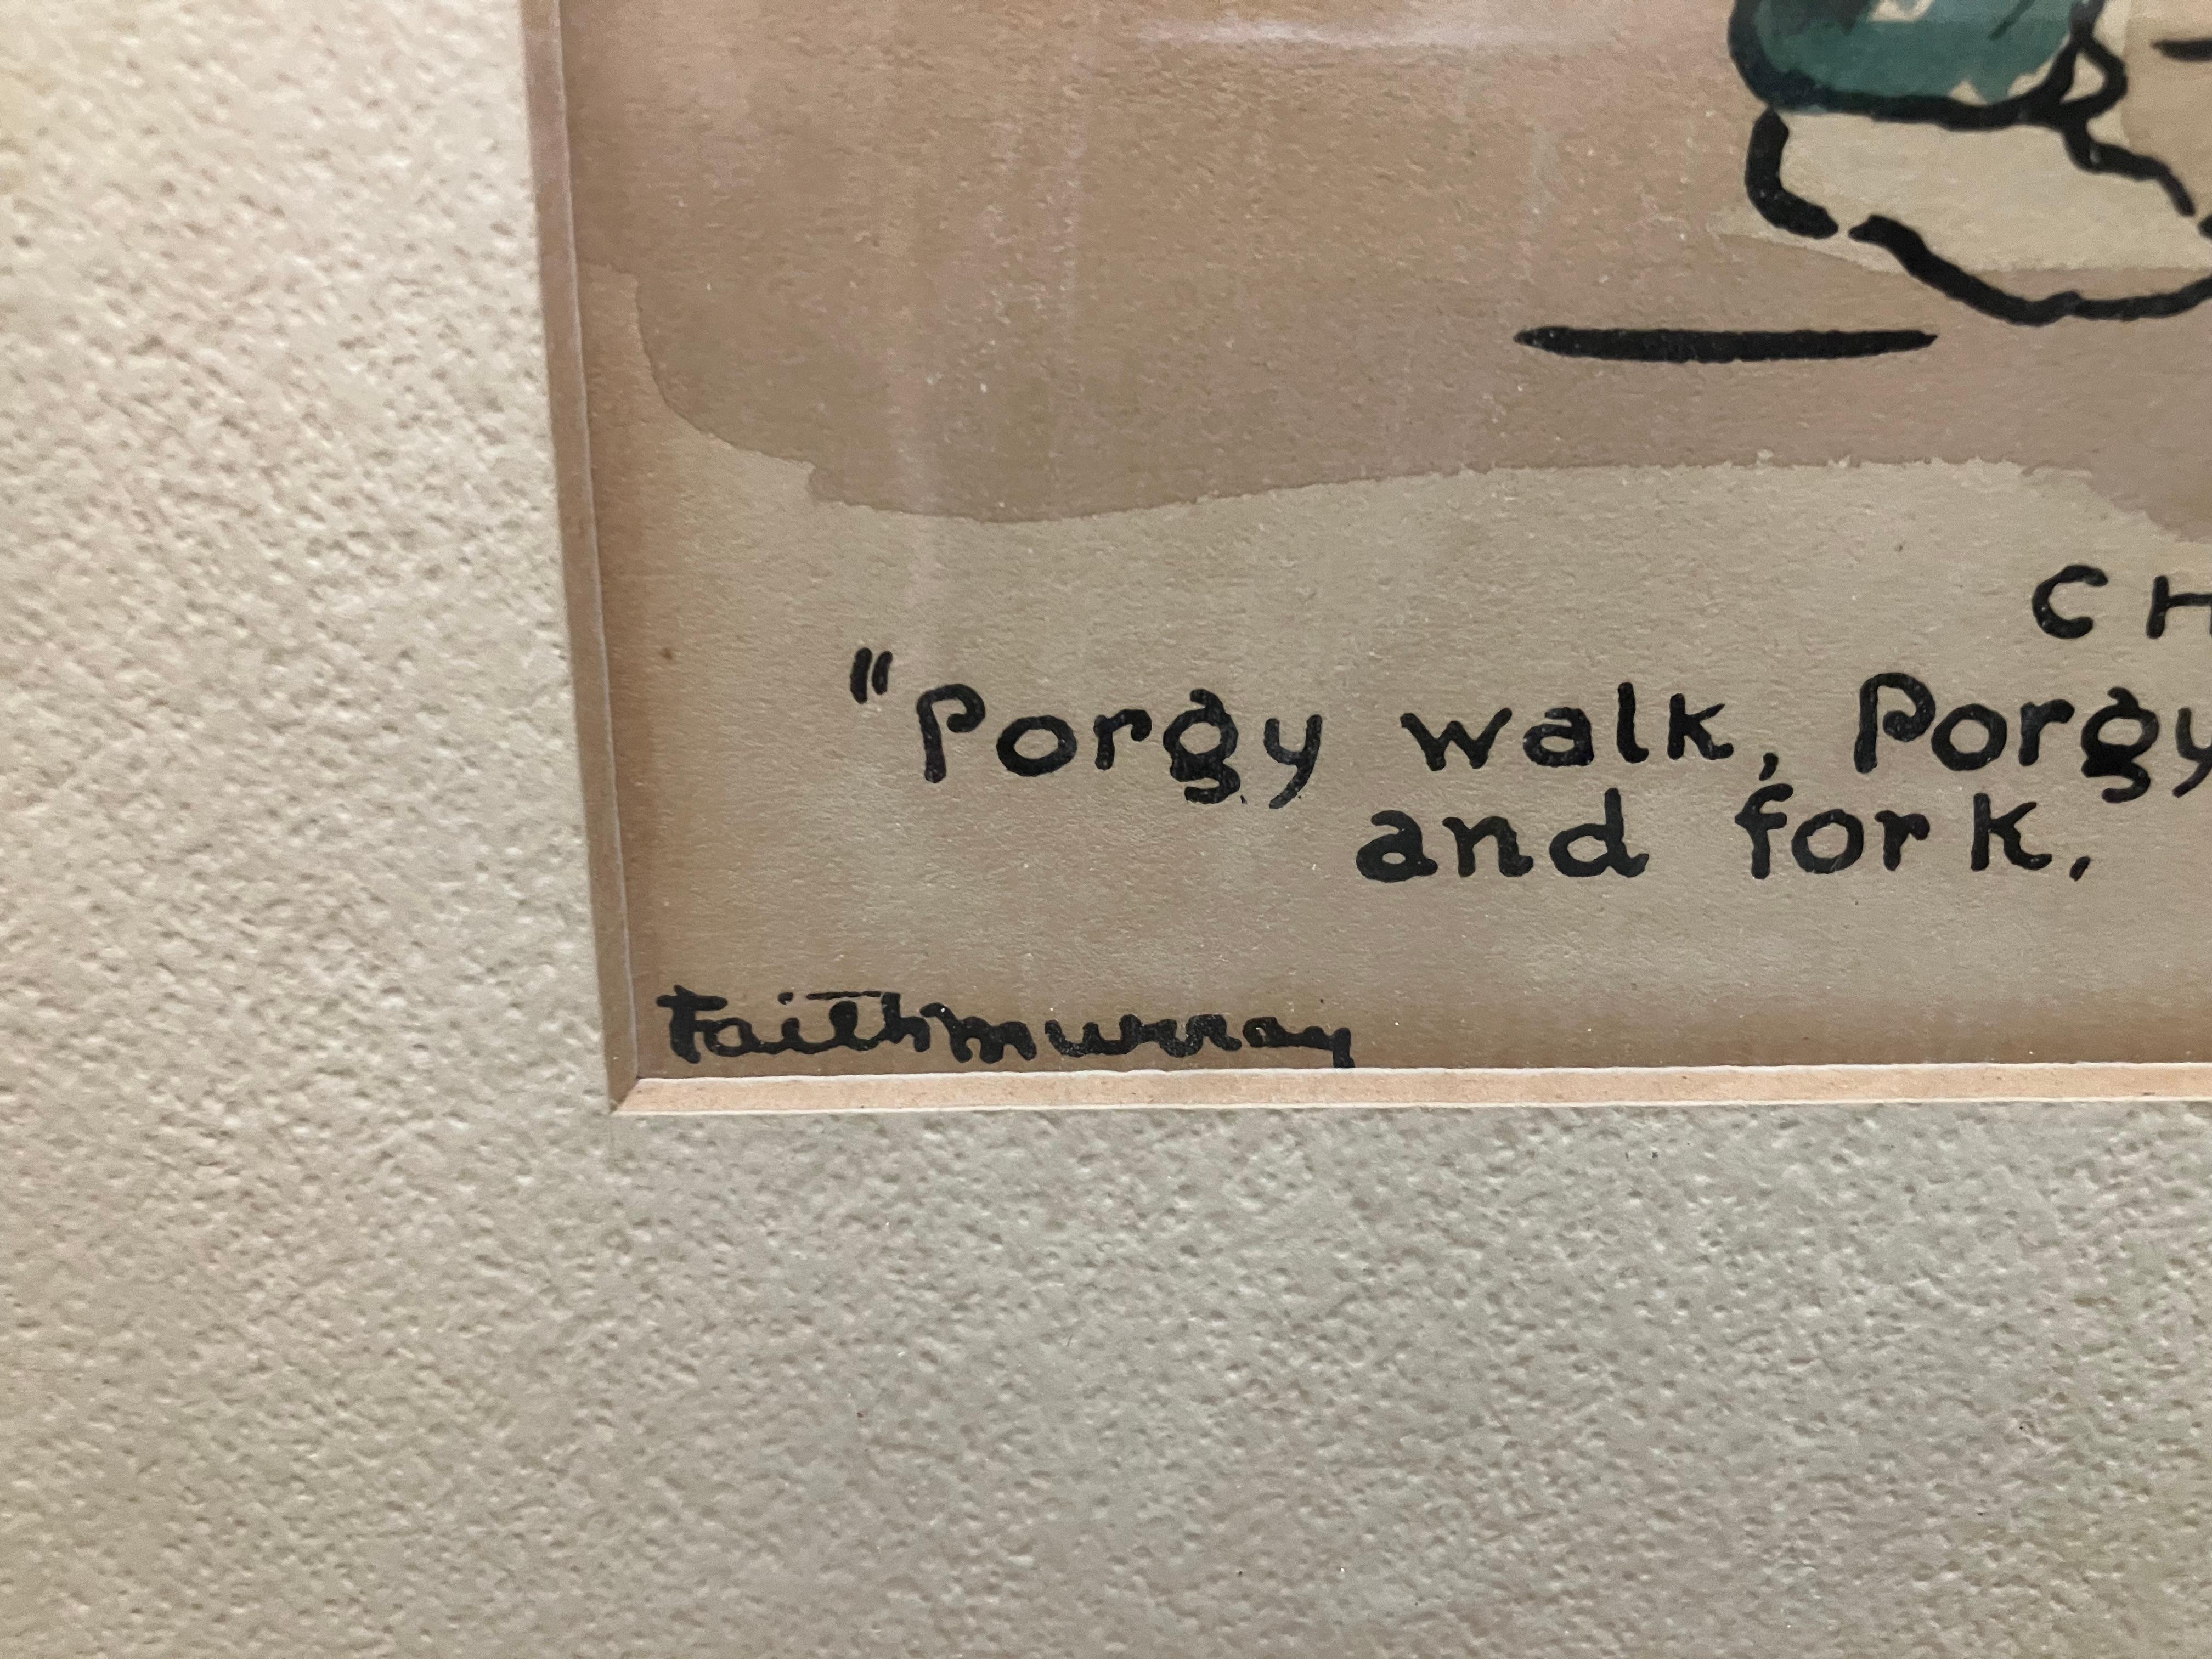 CH
"Porgy walk, Porgy
and fork,
Faith Murray